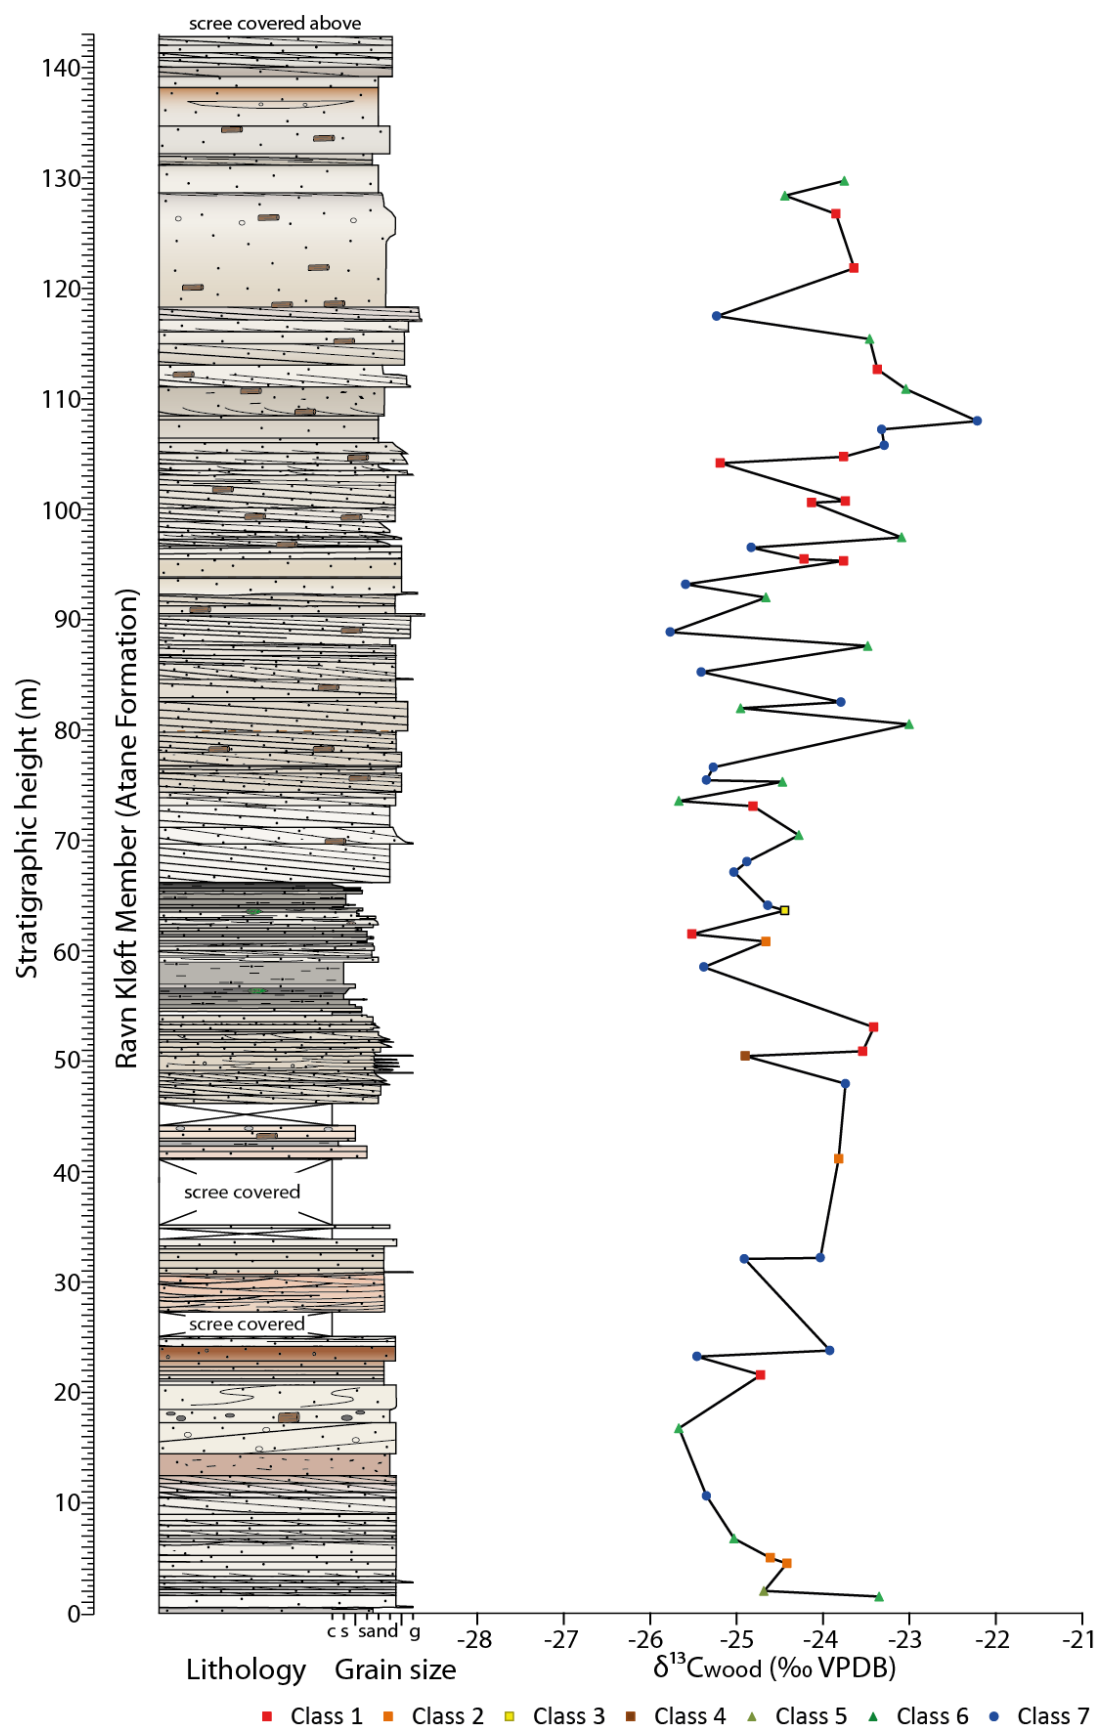 scree covered above
140
130
120
110
100
90
80
70
60
50
40
30
20
10
0
Stratigraphic height (m)
Ravn Kløft Member (Atane Formation)
scree covered
scree covered
c s sand g
-28 -27 -26 -25 -24 -23 -22 -21
Lithology Grain size δ¹³Cwood (‰ VPDB)
Class 1 Class 2 Class 3 Class 4 Class 5 Class 6 Class 7